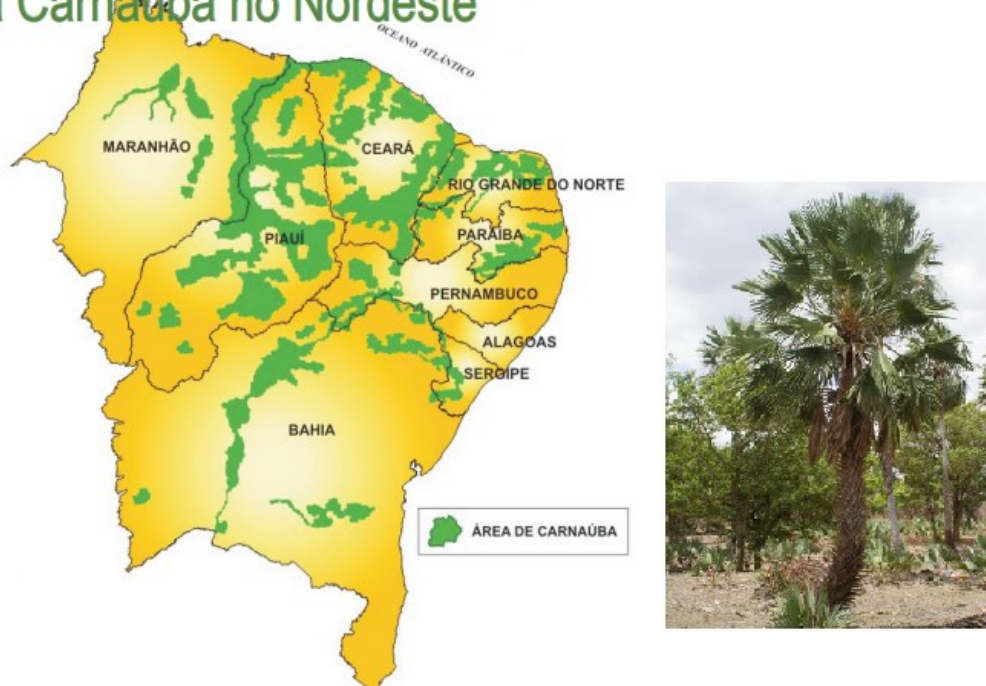 Carnaúba no Nordeste
OCEANO ATLÂNTICO
MARANHÃO
CEARÁ
RIO GRANDE DO NORTE
PIAUÍ
PARAÍBA
PERNAMBUCO
ALAGOAS
SERGIPE
BAHIA
ÁREA DE CARNAÚBA